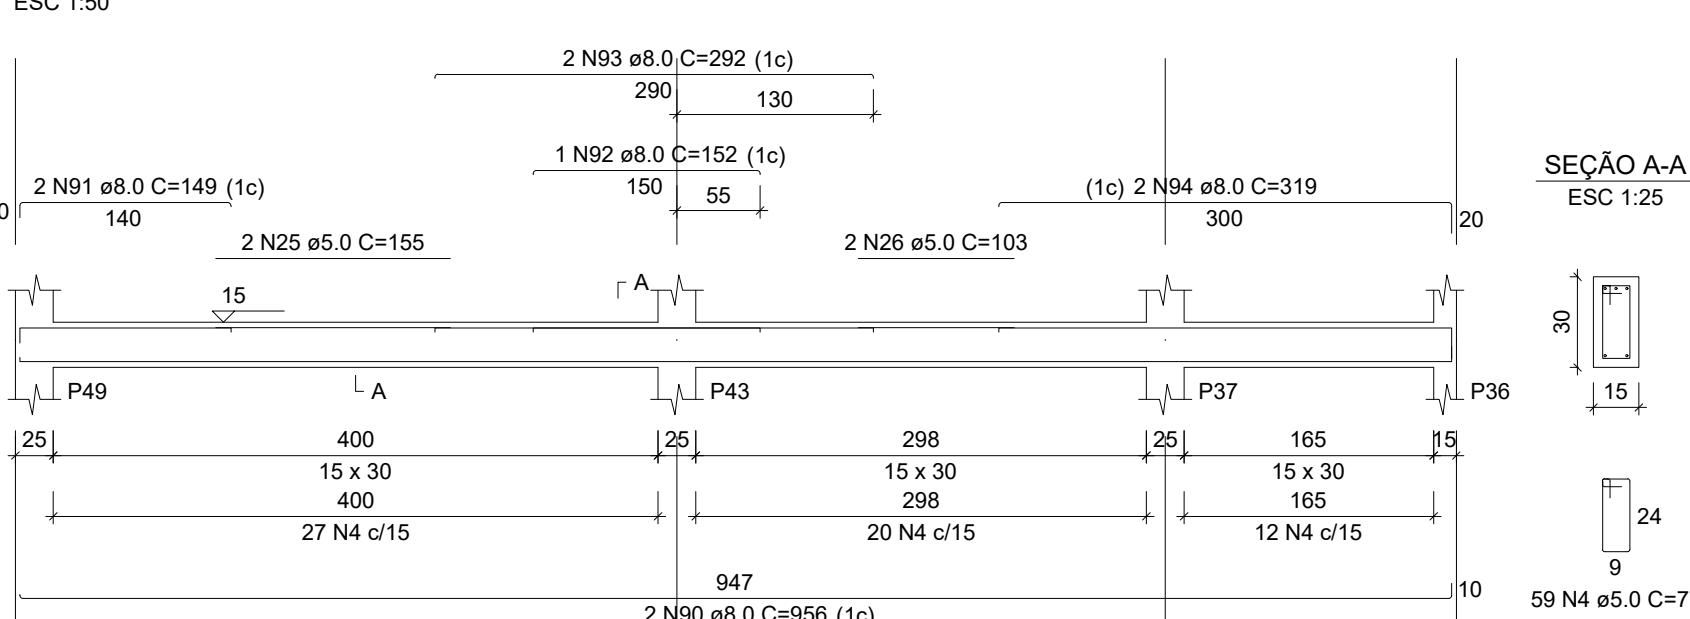 ESC 1:50
2 N93 ø8.0 C=292 (1c)
290
130
1 N92 ø8.0 C=152 (1c)
150
55
2 N91 ø8.0 C=149 (1c)
140
(1c) 2 N94 ø8.0 C=319
300
20
SEÇÃO A-A
ESC 1:25
0
2 N25 ø5.0 C=155
2 N26 ø5.0 C=103
15
A
30
15
P49
A
P43
P37
P36
25
400
25
298
25
165
15
15 x 30
15 x 30
15 x 30
400
298
165
27 N4 c/15
20 N4 c/15
12 N4 c/15
24
9
947
10
2 N90 ø8.0 C=956 (1c)
59 N4 ø5.0 C=7